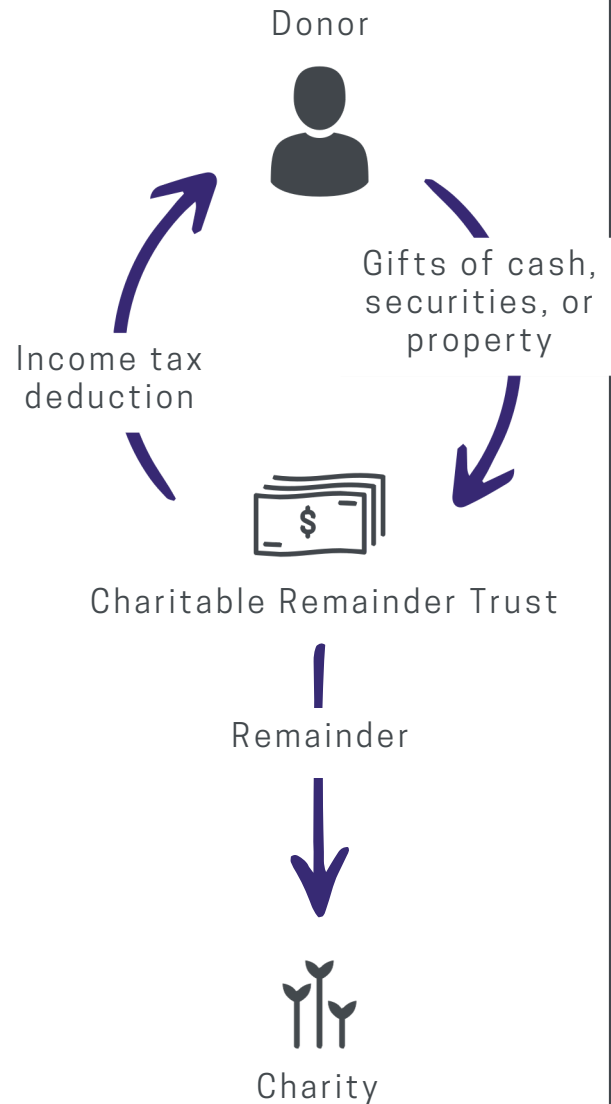 Donor
Gifts of cash,
securities, or
property
Income tax
deduction
$
Charitable Remainder Trust
Remainder
Charity